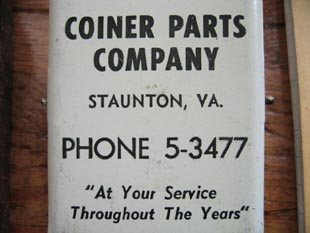 COINER PARTS
COMPANY
STAUNTON, VA.
PHONE 5-3477
"At Your Service
Throughout The Years"